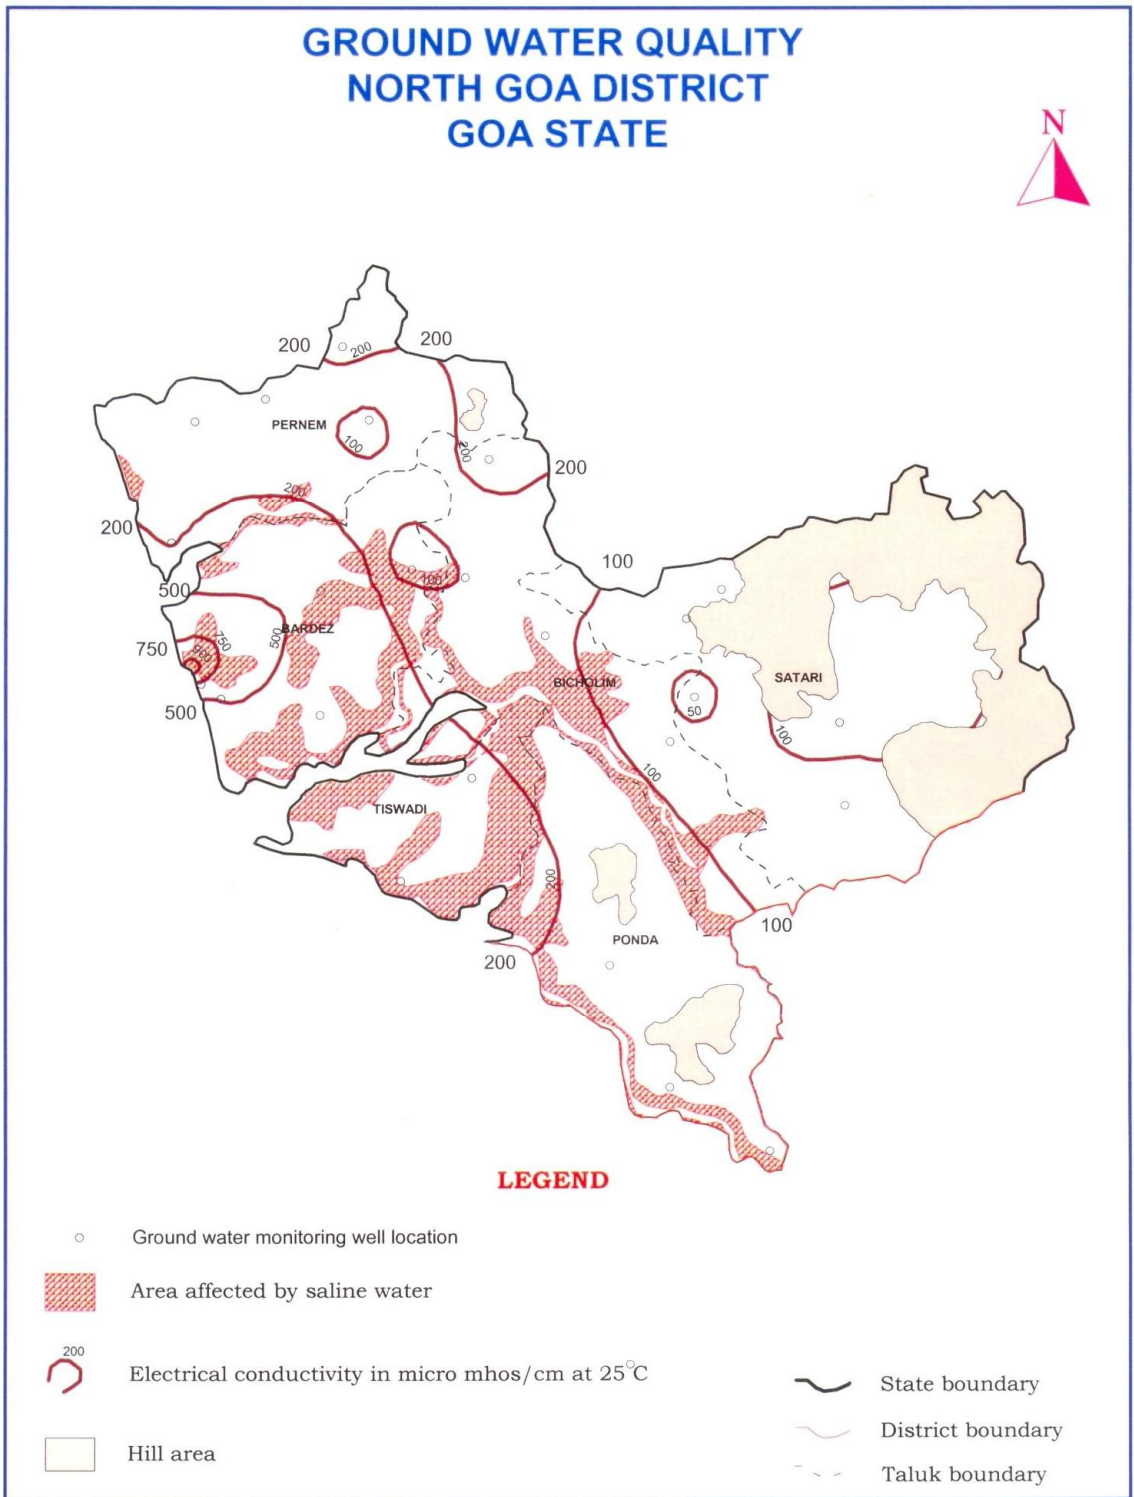 GROUND WATER QUALITY
NORTH GOA DISTRICT
GOA STATE
N
200
200
200
PERNEM
100
200
200
200
200
100
500
100
BARDEZ
500
750
750
900
500
BICHOLIM
SATARI
50
100
100
TISWADI
200
100
PONDA
200
LEGEND
Ground water monitoring well location
Area affected by saline water
200
Electrical conductivity in micro mhos/cm at 25°C
Hill area
State boundary
District boundary
Taluk boundary